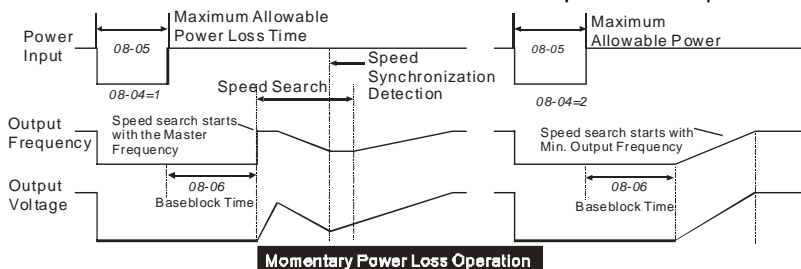 Maximum Allowable
Power Loss Time
Power
Input
08-05
08-04=1
Speed
Synchronization
Detection
Speed Search
Output
Frequency
Speed search starts
with the Master
Frequency
08-06
Baseblock Time
Output
Voltage
Maximum
Allowable Power
08-05
08-04=2
Speed search starts with
Min. Output Frequency
08-06
Baseblock Time
Momentary Power Loss Operation